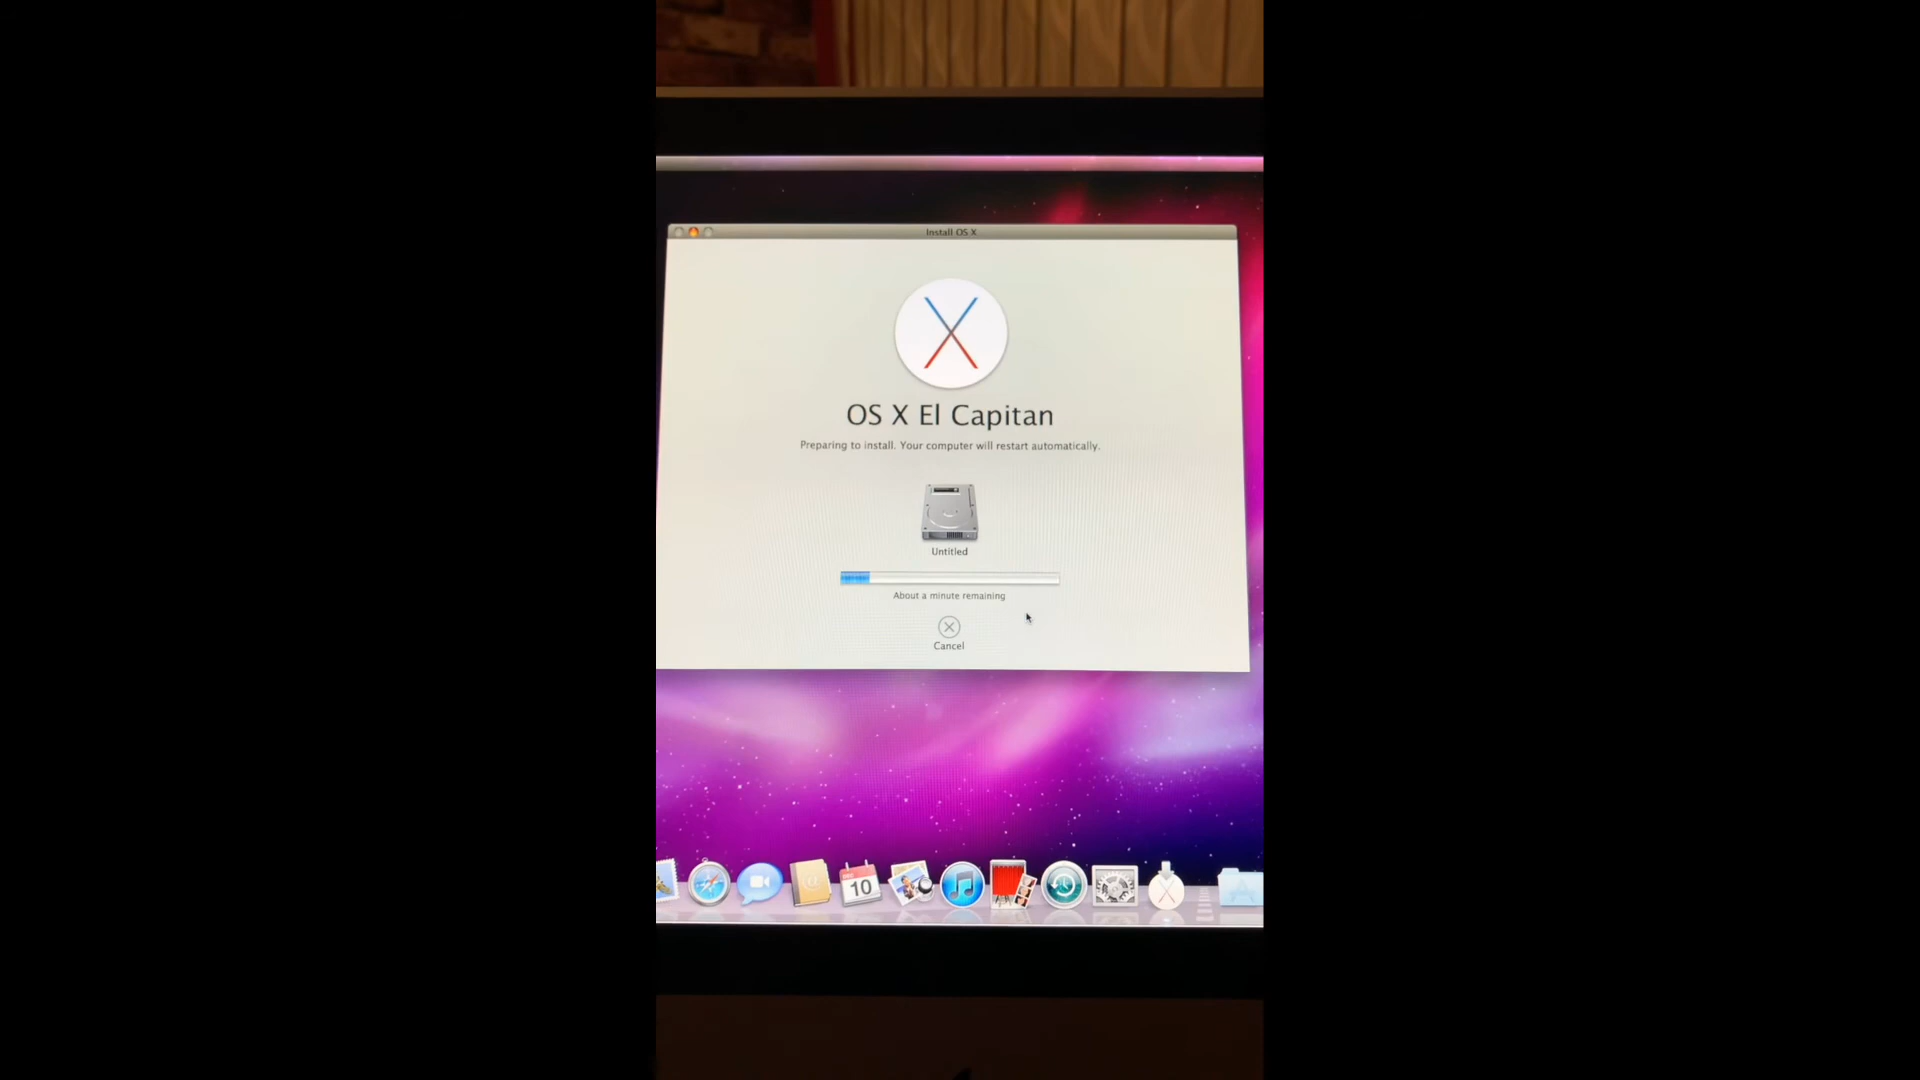 Install OS X
OS X El Capitan
Preparing to install. Your computer will restart automatically.
Untitled
About a minute remaining
Cancel
10